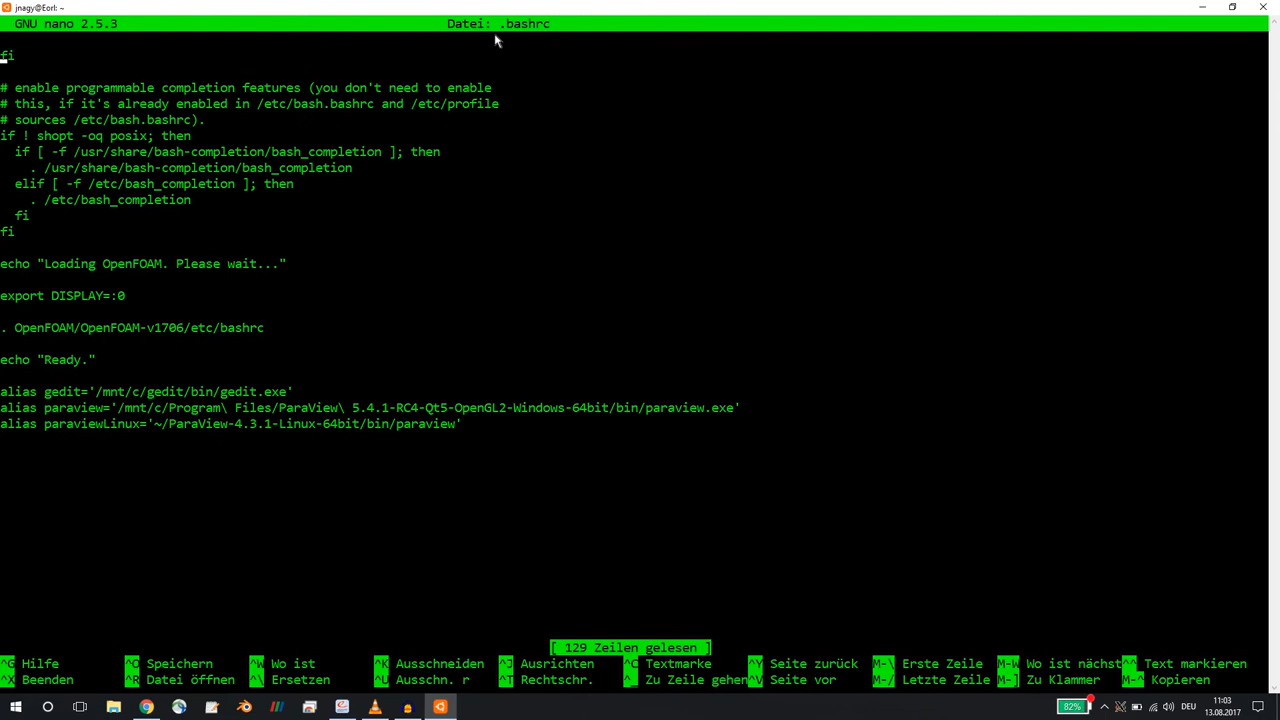 jnagy@Eorl: ~
GNU nano 2.5.3 Datei: .bashrc
fi
# enable programmable completion features (you don't need to enable
# this, if it's already enabled in /etc/bash.bashrc and /etc/profile
# sources /etc/bash.bashrc).
if ! shopt -oq posix; then
  if [ -f /usr/share/bash-completion/bash_completion ]; then
    . /usr/share/bash-completion/bash_completion
  elif [ -f /etc/bash_completion ]; then
    . /etc/bash_completion
  fi
fi
echo "Loading OpenFOAM. Please wait..."
export DISPLAY=:0
. OpenFOAM/OpenFOAM-v1706/etc/bashrc
echo "Ready."
alias gedit='/mnt/c/gedit/bin/gedit.exe'
alias paraview='/mnt/c/Program\ Files/ParaView\ 5.4.1-RC4-Qt5-OpenGL2-Windows-64bit/bin/paraview.exe'
alias paraviewLinux='~/ParaView-4.3.1-Linux-64bit/bin/paraview'
[ 129 Zeilen gelesen ]
^G Hilfe ^O Speichern ^W Wo ist ^K Ausschneiden ^J Ausrichten ^C Textmarke ^Y Seite zurück M-\ Erste Zeile M-W Wo ist nächst ^^ Text markieren
^X Beenden ^R Datei öffnen ^\ Ersetzen ^U Ausschn. r ^T Rechtschr. ^_ Zu Zeile gehen ^V Seite vor M-/ Letzte Zeile M-] Zu Klammer M-^ Kopieren
82% DEU 11:03
13.08.2017